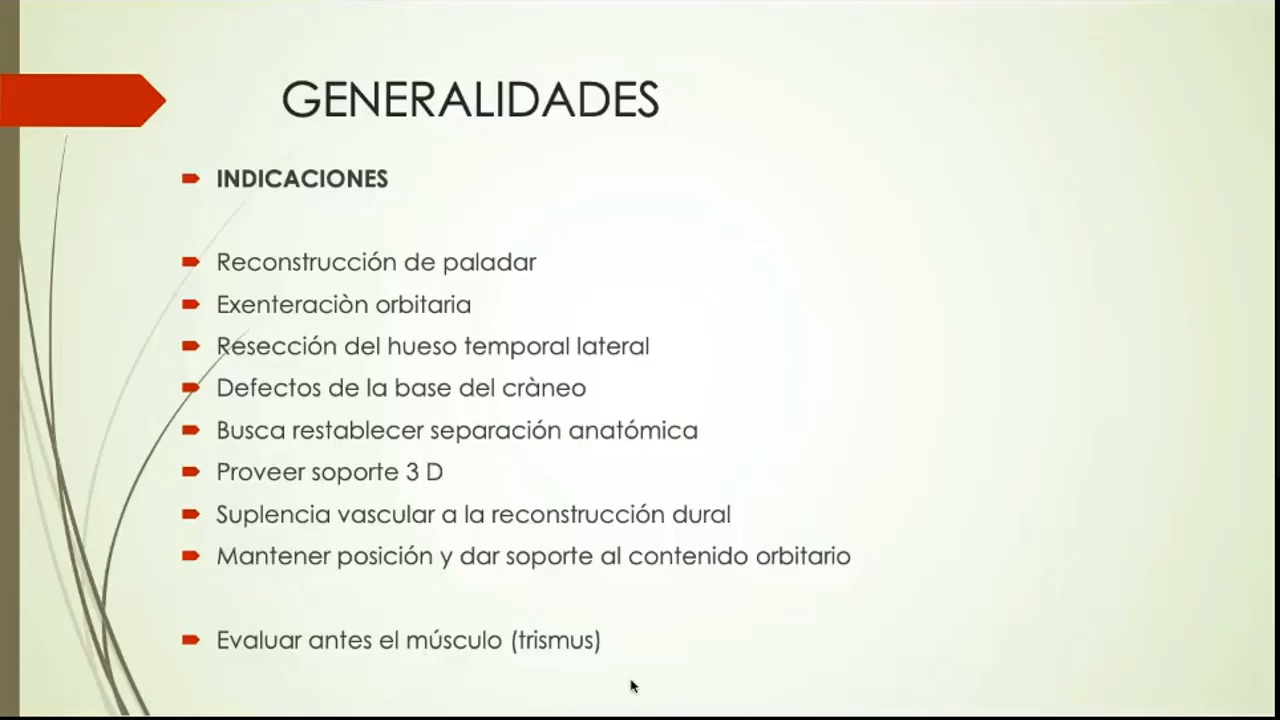 GENERALIDADES
INDICACIONES
Reconstrucción de paladar
Exenteraciòn orbitaria
Resección del hueso temporal lateral
Defectos de la base del cràneo
Busca restablecer separación anatómica
Proveer soporte 3 D
Suplencia vascular a la reconstrucción dural
Mantener posición y dar soporte al contenido orbitario
Evaluar antes el músculo (trismus)